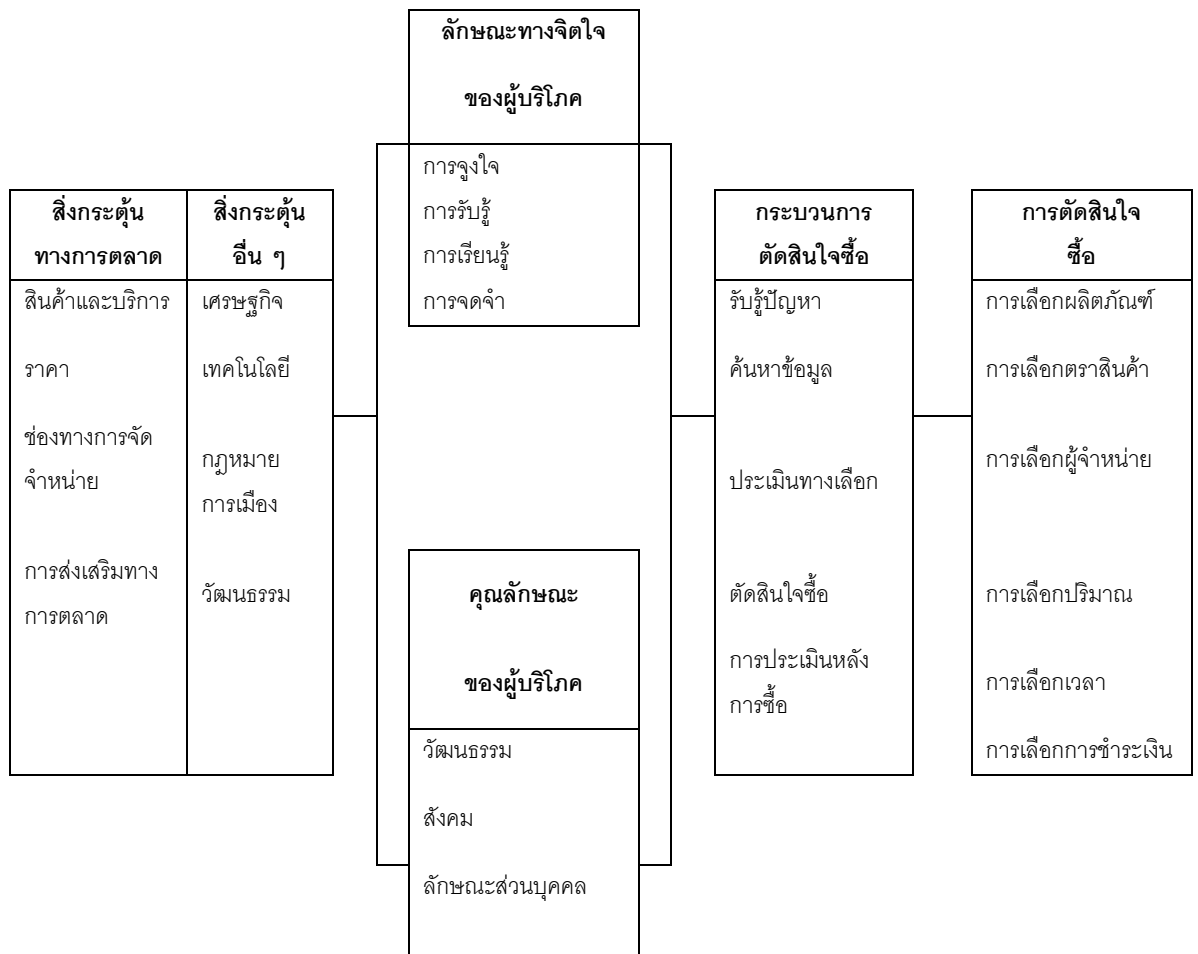 ลักษณะทางจิตใจ
ของผู้บริโภค
การจูงใจ
การรับรู้
การเรียนรู้
การจดจำ
สิ่งกระตุ้น
ทางการตลาด
สินค้าและบริการ
ราคา
ช่องทางการจัด
จำหน่าย
การส่งเสริมทาง
การตลาด
สิ่งกระตุ้น
อื่น ๆ
เศรษฐกิจ
เทคโนโลยี
กฎหมาย
การเมือง
วัฒนธรรม
คุณลักษณะ
ของผู้บริโภค
วัฒนธรรม
สังคม
ลักษณะส่วนบุคคล
กระบวนการ
ตัดสินใจซื้อ
รับรู้ปัญหา
ค้นหาข้อมูล
ประเมินทางเลือก
ตัดสินใจซื้อ
การประเมินหลัง
การซื้อ
การตัดสินใจ
ซื้อ
การเลือกผลิตภัณฑ์
การเลือกตราสินค้า
การเลือกผู้จำหน่าย
การเลือกปริมาณ
การเลือกเวลา
การเลือกการชำระเงิน